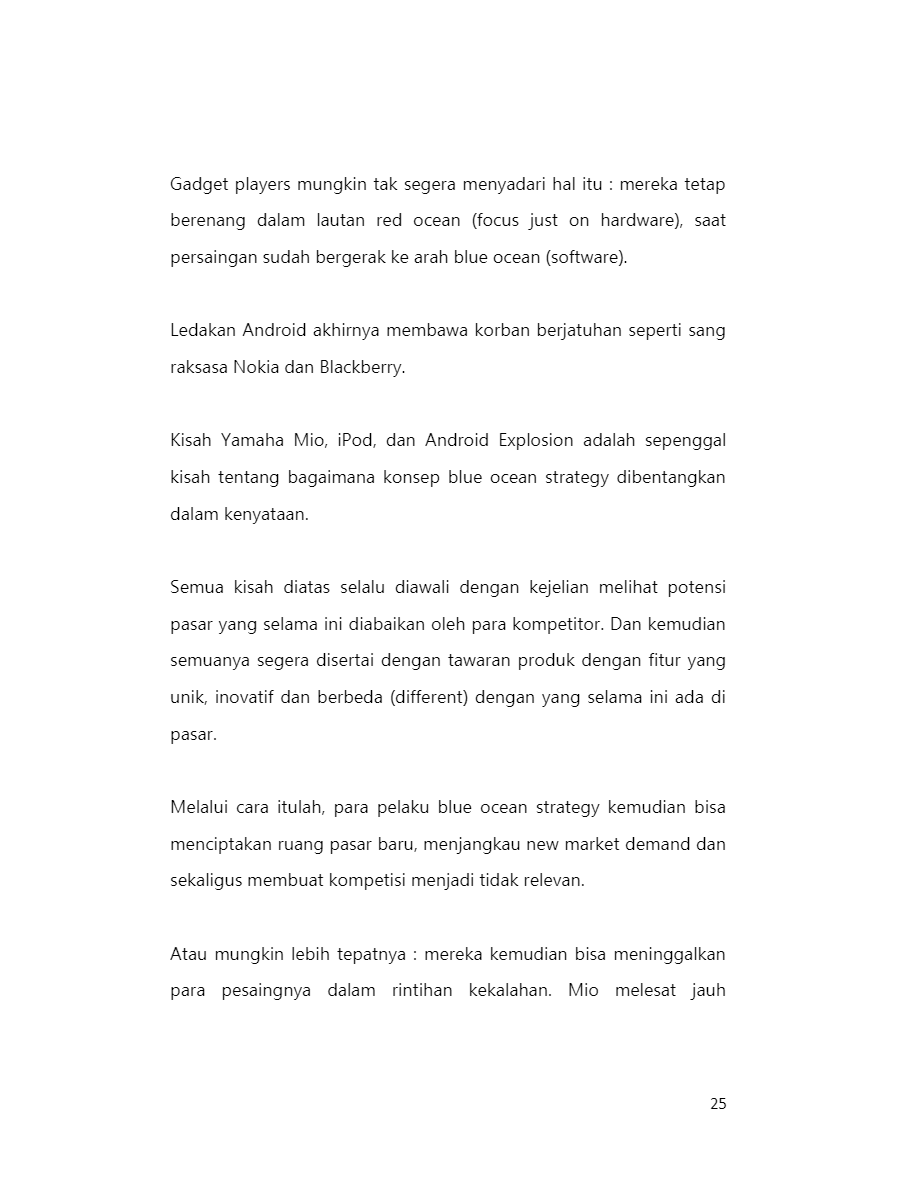 Gadget players mungkin tak segera menyadari hal itu : mereka tetap
berenang dalam lautan red ocean (focus just on hardware), saat
persaingan sudah bergerak ke arah blue ocean (software).
Ledakan Android akhirnya membawa korban berjatuhan seperti sang
raksasa Nokia dan Blackberry.
Kisah Yamaha Mio, iPod, dan Android Explosion adalah sepenggal
kisah tentang bagaimana konsep blue ocean strategy dibentangkan
dalam kenyataan.
Semua kisah diatas selalu diawali dengan kejelian melihat potensi
pasar yang selama ini diabaikan oleh para kompetitor. Dan kemudian
semuanya segera disertai dengan tawaran produk dengan fitur yang
unik, inovatif dan berbeda (different) dengan yang selama ini ada di
pasar.
Melalui cara itulah, para pelaku blue ocean strategy kemudian bisa
menciptakan ruang pasar baru, menjangkau new market demand dan
sekaligus membuat kompetisi menjadi tidak relevan.
Atau mungkin lebih tepatnya : mereka kemudian bisa meninggalkan
para pesaingnya dalam rintihan kekalahan. Mio melesat jauh
25